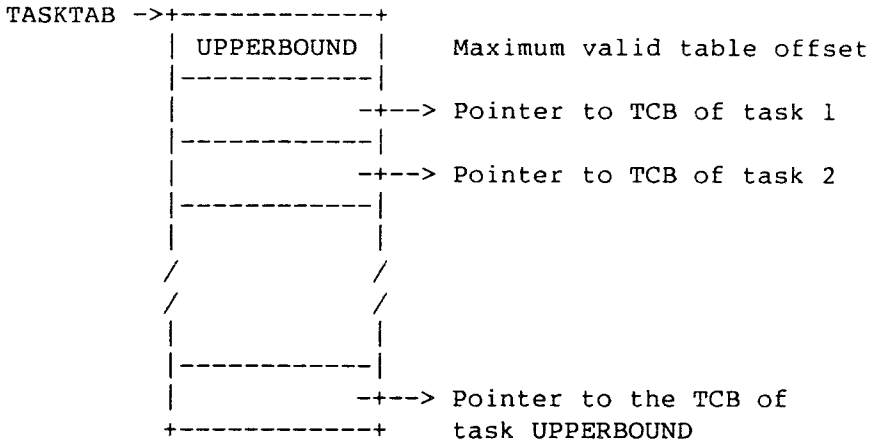 TASKTAB ->+------------+
| UPPERBOUND | Maximum valid table offset
|------------|
| -+--> Pointer to TCB of task 1
|------------|
| -+--> Pointer to TCB of task 2
|------------|
| |
/ /
/ /
| |
|------------|
| -+--> Pointer to the TCB of
+------------+ task UPPERBOUND